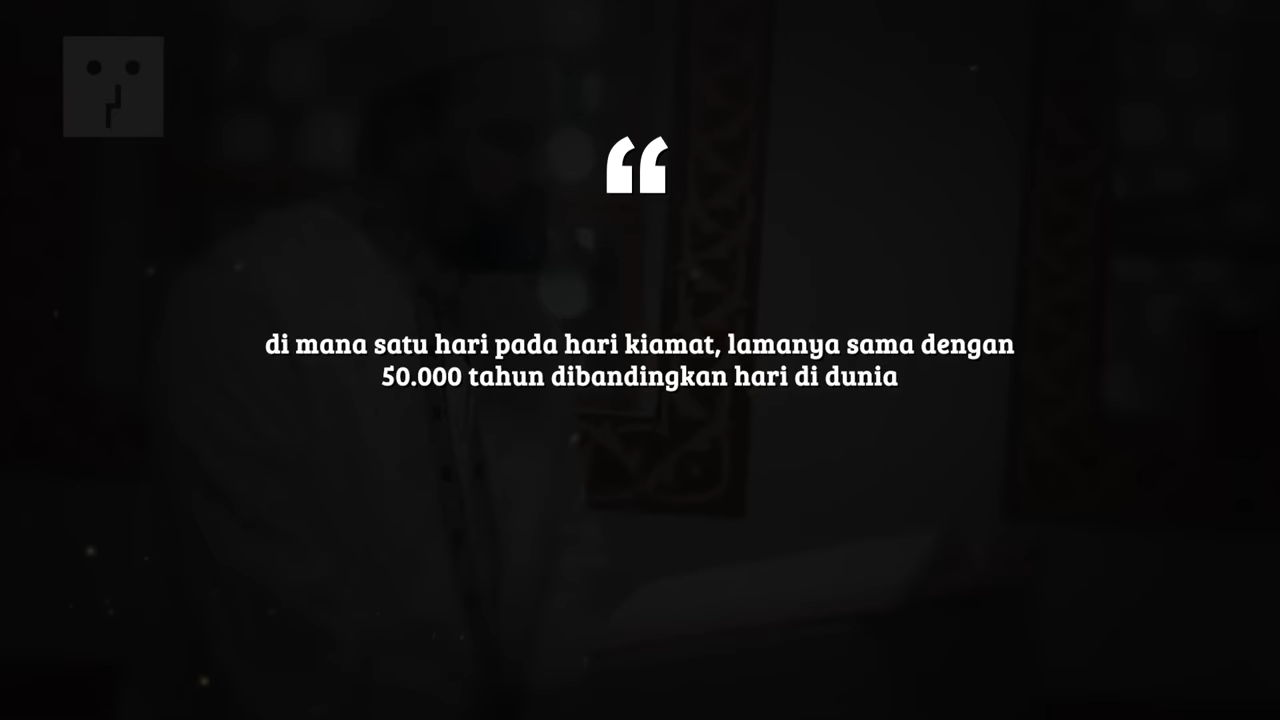 “
di mana satu hari pada hari kiamat, lamanya sama dengan
50.000 tahun dibandingkan hari di dunia